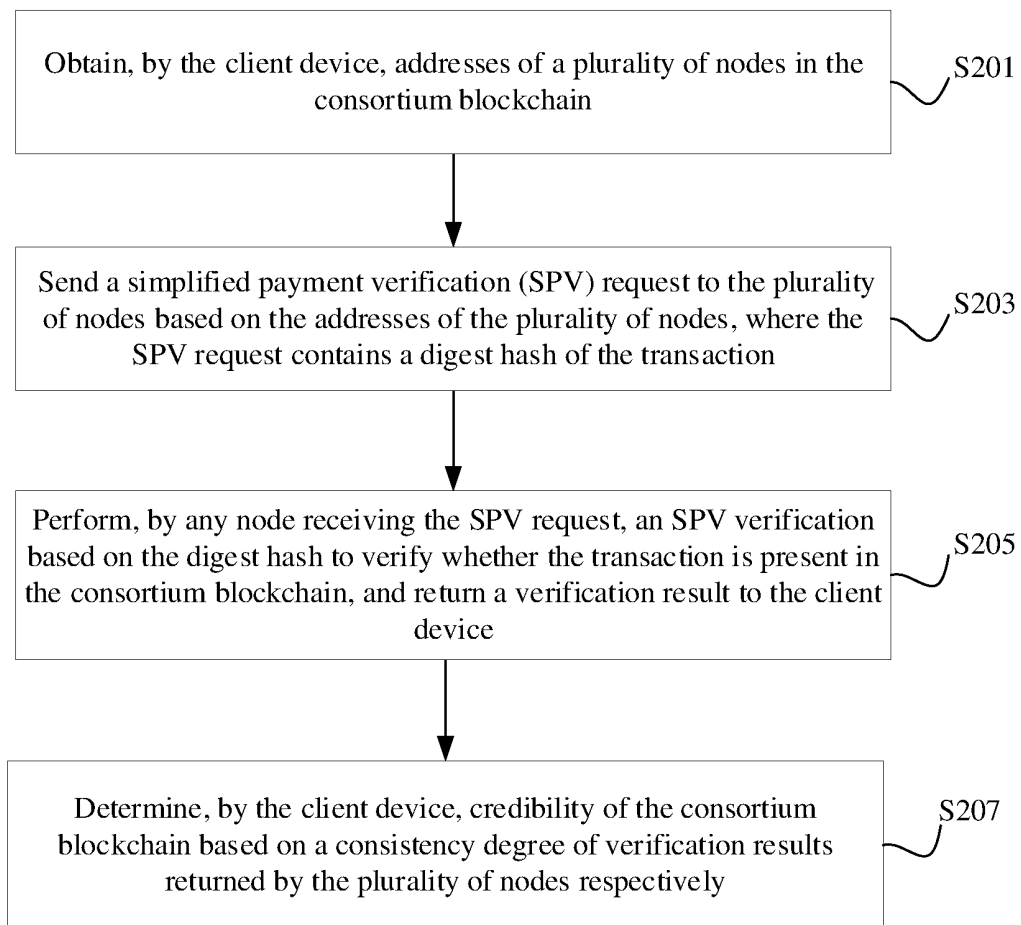 Obtain, by the client device, addresses of a plurality of nodes in the
consortium blockchain
S201
Send a simplified payment verification (SPV) request to the plurality
of nodes based on the addresses of the plurality of nodes, where the
SPV request contains a digest hash of the transaction
S203
Perform, by any node receiving the SPV request, an SPV verification
based on the digest hash to verify whether the transaction is present in
the consortium blockchain, and return a verification result to the client
device
S205
Determine, by the client device, credibility of the consortium
blockchain based on a consistency degree of verification results
returned by the plurality of nodes respectively
S207